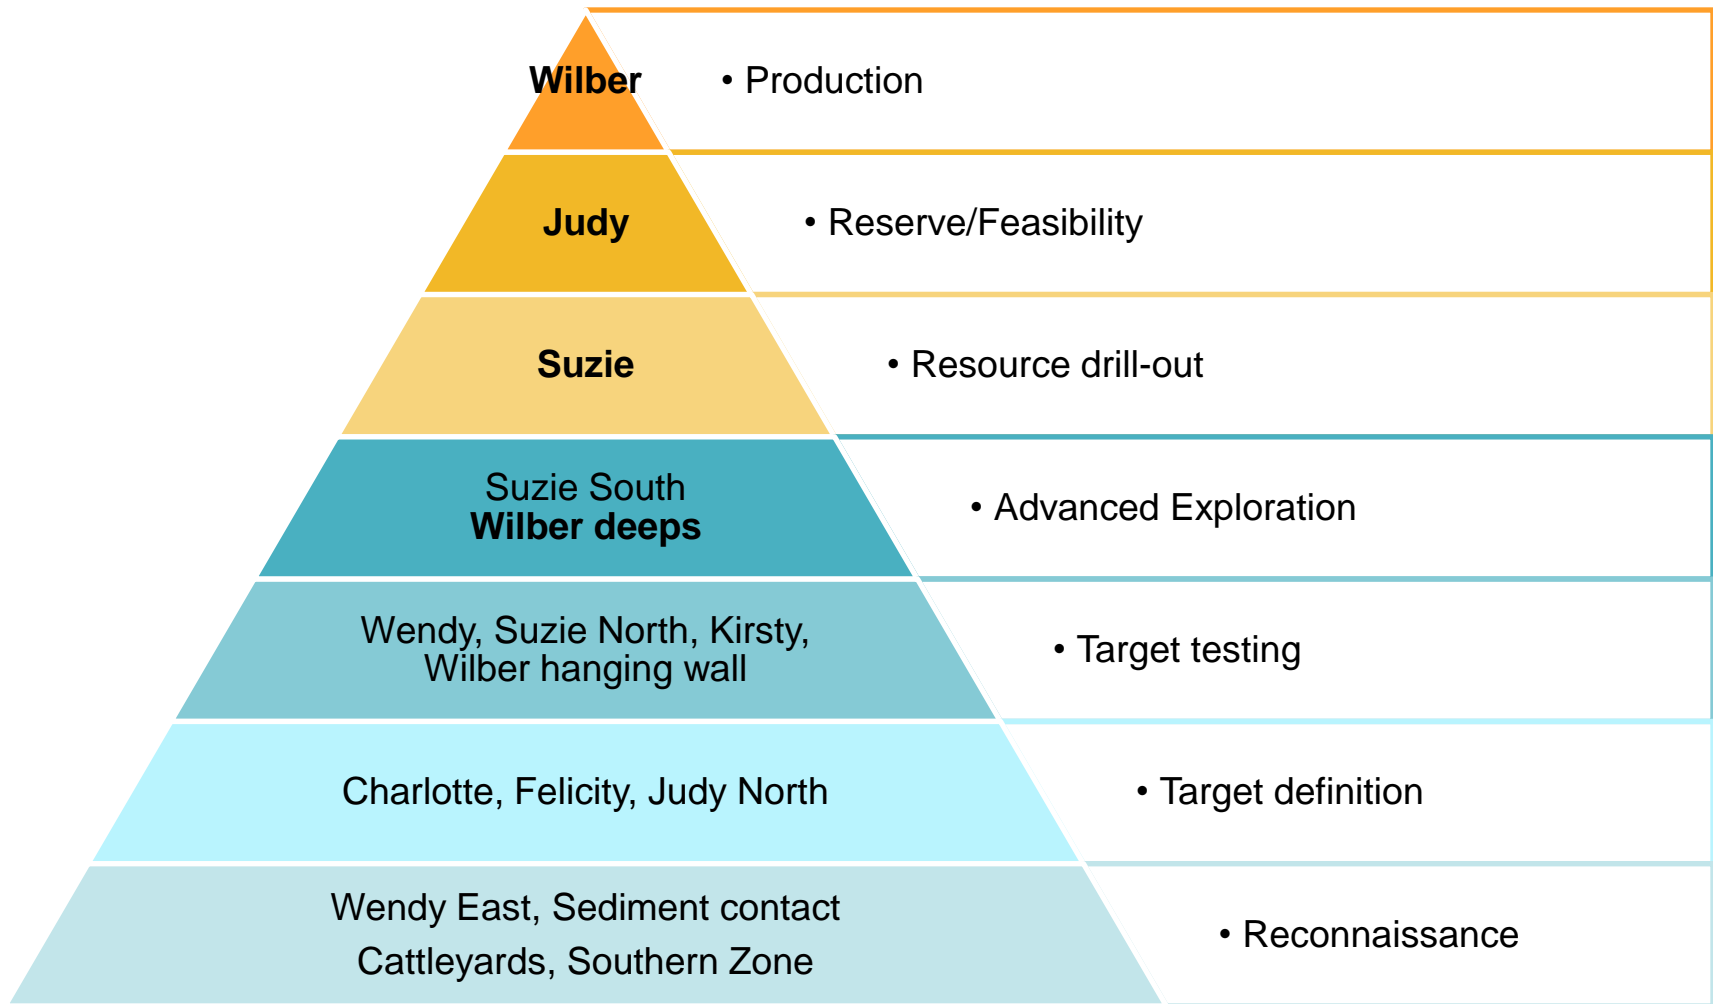 Wilber
• Production
Judy
• Reserve/Feasibility
Suzie
• Resource drill-out
Suzie South
Wilber deeps
• Advanced Exploration
Wendy, Suzie North, Kirsty,
Wilber hanging wall
• Target testing
Charlotte, Felicity, Judy North
• Target definition
Wendy East, Sediment contact
Cattleyards, Southern Zone
• Reconnaissance